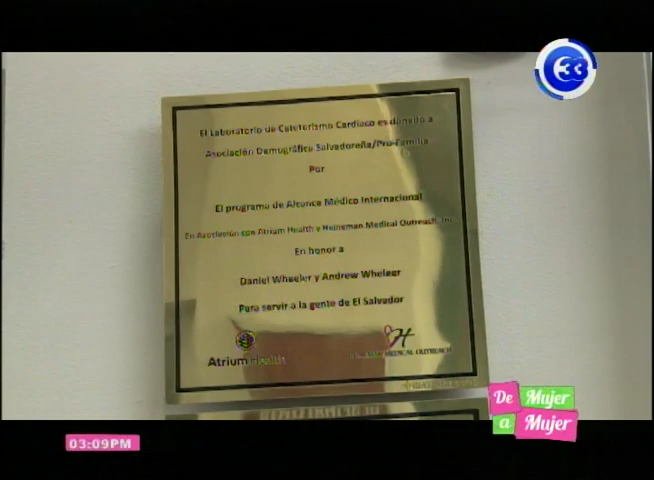 33
El Laboratorio de Cateterismo Cardíaco es donado a
Asociación Demográfica Salvadoreña/Pro-Familia
Por
El programa de Alcance Médico Internacional
En Asociación con Atrium Health y Heineman Medical Outreach, Inc.
En honor a
Daniel Wheeler y Andrew Wheleer
Para servir a la gente de El Salvador
Atrium Health
H
MEDICAL OUTREACH
De Mujer
a Mujer
03:09PM